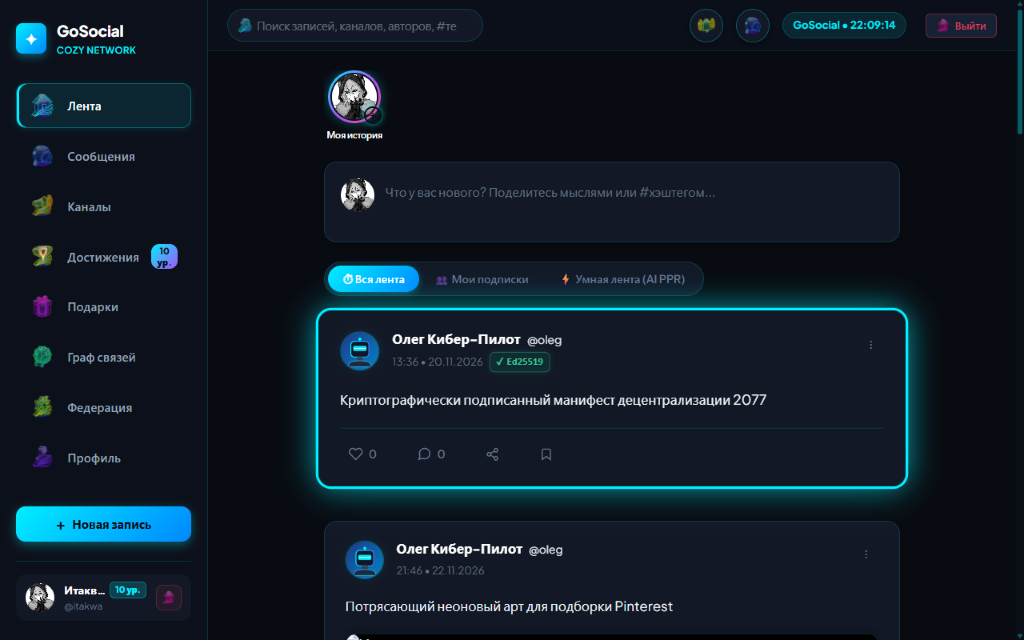 GoSocial
COZY NETWORK
Поиск записей, каналов, авторов, #те
GoSocial • 22:09:14
Выйти
Лента
Сообщения
Каналы
Достижения
10 ур.
Подарки
Граф связей
Федерация
Профиль
+ Новая запись
Итакв...
10 ур.
@itakwa
Моя история
Что у вас нового? Поделитесь мыслями или #хэштегом...
Вся лента
Мои подписки
Умная лента (AI PPR)
Олег Кибер-Пилот @oleg
13:36 • 20.11.2026 ✓ Ed25519
Криптографически подписанный манифест децентрализации 2077
0
0
Олег Кибер-Пилот @oleg
21:46 • 22.11.2026
Потрясающий неоновый арт для подборки Pinterest